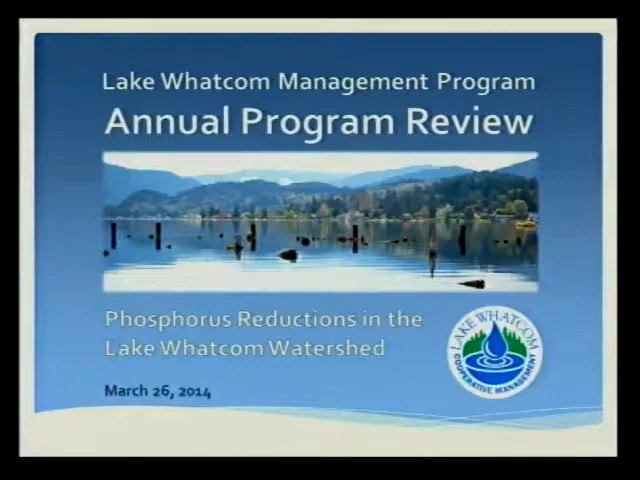 Lake Whatcom Management Program
Annual Program Review
Phosphorus Reductions in the
Lake Whatcom Watershed
LAKE WHATCOM
COOPERATIVE MANAGEMENT
March 26, 2014